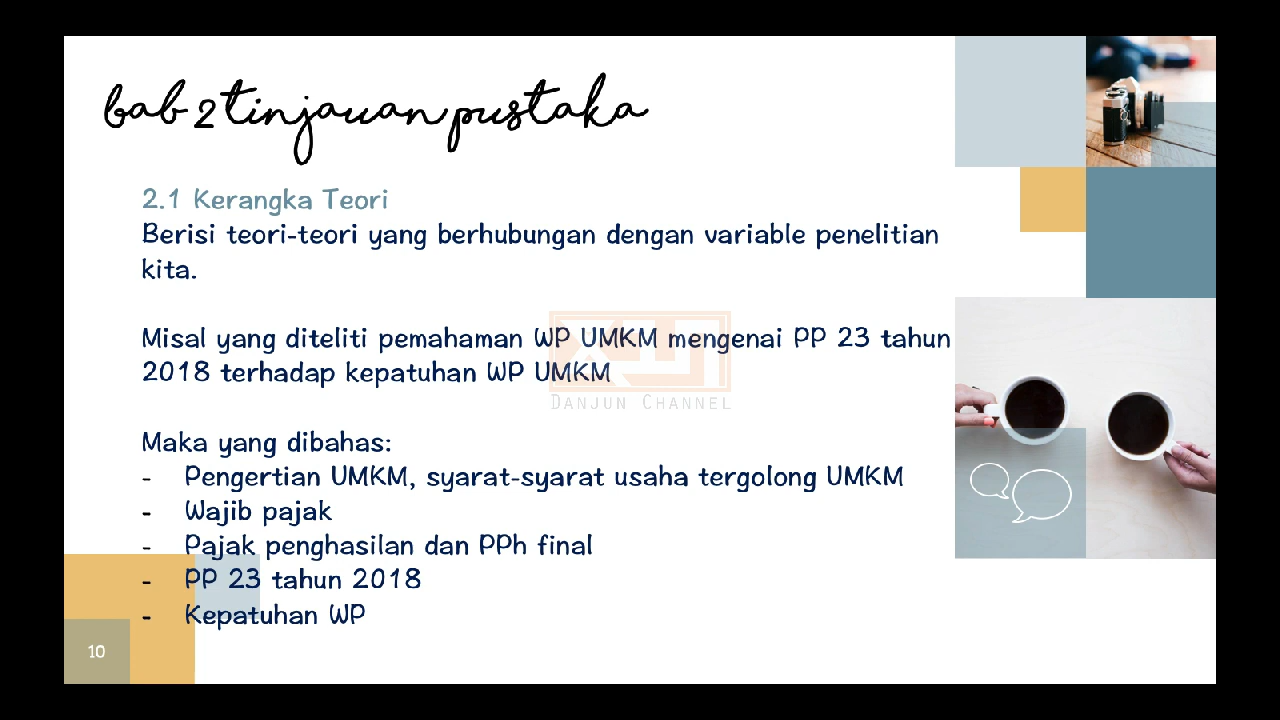 bab 2 tinjauan pustaka
2.1 Kerangka Teori
Berisi teori-teori yang berhubungan dengan variable penelitian
kita.
Misal yang diteliti pemahaman WP UMKM mengenai PP 23 tahun
2018 terhadap kepatuhan WP UMKM
DANJUN CHANNEL
Maka yang dibahas:
- Pengertian UMKM, syarat-syarat usaha tergolong UMKM
- Wajib pajak
- Pajak penghasilan dan PPh final
- PP 23 tahun 2018
- Kepatuhan WP
10